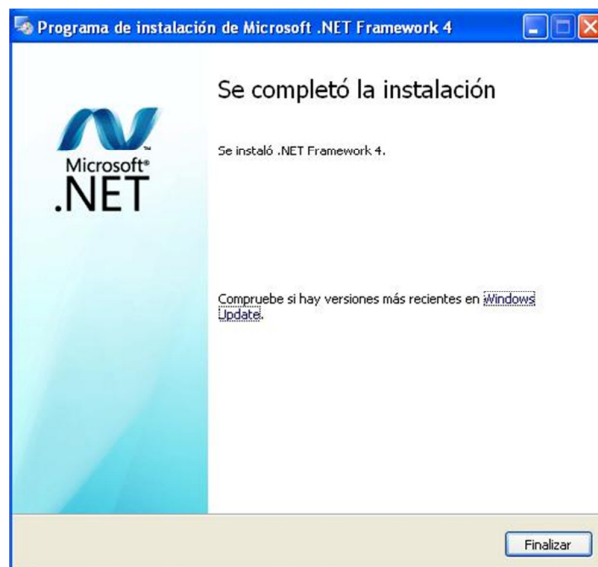 Programa de instalación de Microsoft .NET Framework 4
Microsoft®
.NET™
Se completó la instalación
Se instaló .NET Framework 4.
Compruebe si hay versiones más recientes en Windows
Update.
Finalizar